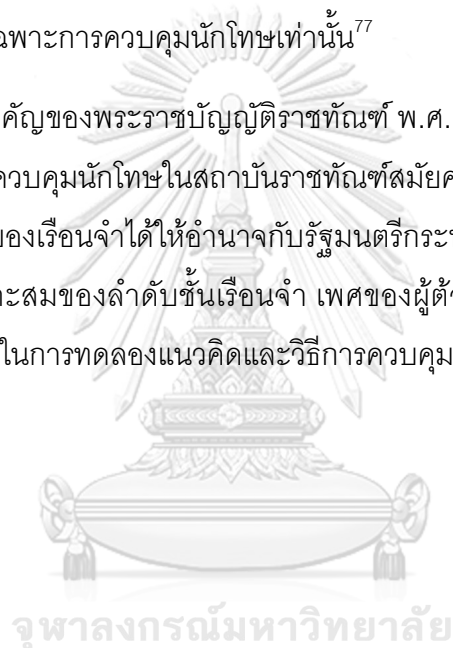 ฉพาะการควบคุมนักโทษเท่านั้น77
คัญของพระราชบัญญัติราชทัณฑ์ พ.ศ.
ควบคุมนักโทษในสถาบันราชทัณฑ์สมัยค
ของเรือนจำได้ให้อำนาจกับรัฐมนตรีกระท
ะสมของลำดับชั้นเรือนจำ เพศของผู้ต้อ
ในการทดลองแนวคิดและวิธีการควบคุม
จุฬาลงกรณ์มหาวิทยาลัย